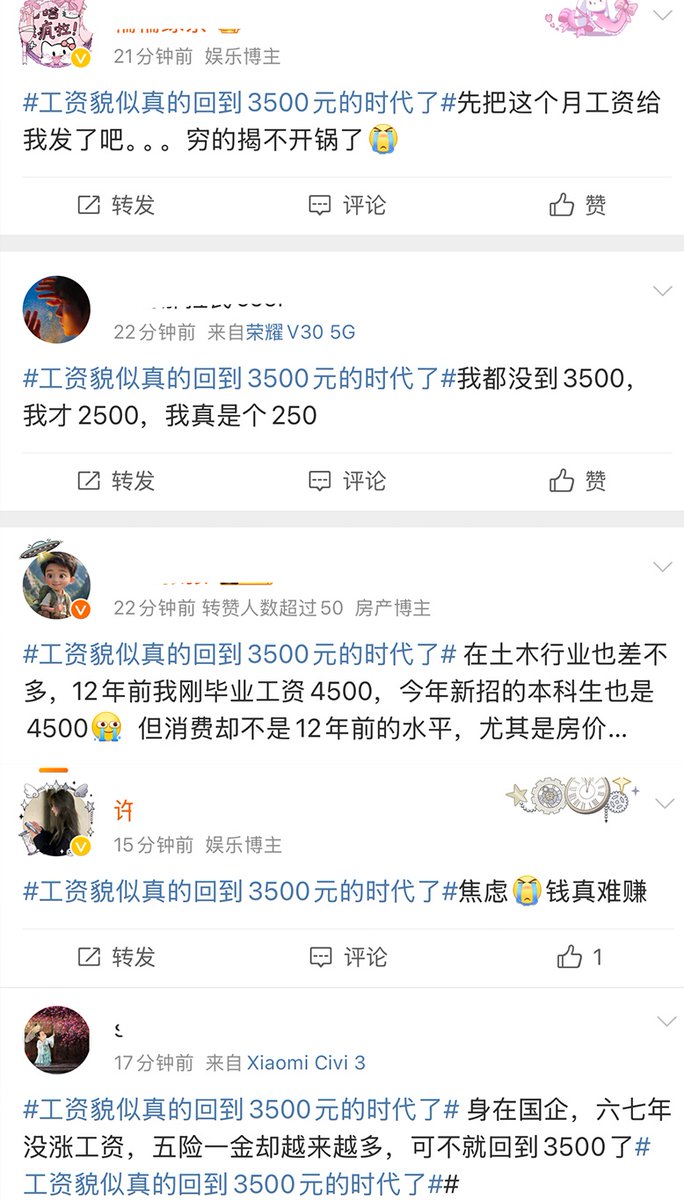 21分钟前 娱乐博主
#工资貌似真的回到3500元的时代了#先把这个月工资给
我发了吧。。。穷的揭不开锅了
转发 评论 赞
22分钟前 来自荣耀V30 5G
#工资貌似真的回到3500元的时代了#我都没到3500,
我才2500，我真是个250
转发 评论 赞
22分钟前 转赞人数超过50 房产博主
#工资貌似真的回到3500元的时代了# 在土木行业也差不
多，12年前我刚毕业工资4500，今年新招的本科生也是
4500 但消费却不是12年前的水平，尤其是房价...
许
15分钟前 娱乐博主
#工资貌似真的回到3500元的时代了#焦虑 钱真难赚
转发 评论 1
17分钟前 来自 Xiaomi Civi 3
#工资貌似真的回到3500元的时代了# 身在国企，六七年
没涨工资，五险一金却越来越多，可不就回到3500了#
工资貌似真的回到3500元的时代了##